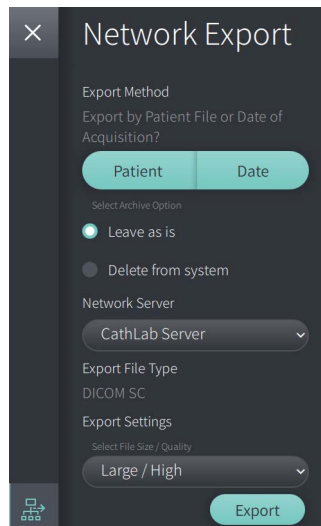 Network Export
Export Method
Export by Patient File or Date of
Acquisition?
Patient Date
Select Archive Option
Leave as is
Delete from system
Network Server
CathLab Server
Export File Type
DICOM SC
Export Settings
Select File Size / Quality
Large / High
Export